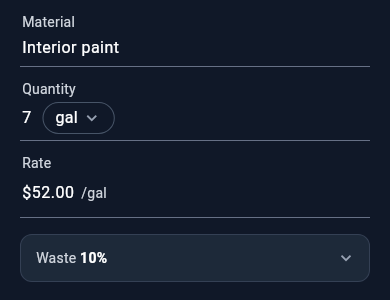 Material
Interior paint
Quantity
7 gal
Rate
$52.00 /gal
Waste 10%